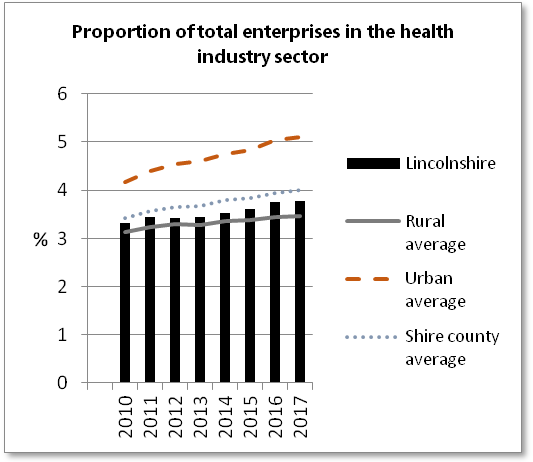 Proportion of total enterprises in the health
industry sector
6
5
4
3
2
1
0
%
2010
2011
2012
2013
2014
2015
2016
2017
Lincolnshire
Rural
average
Urban
average
Shire county
average